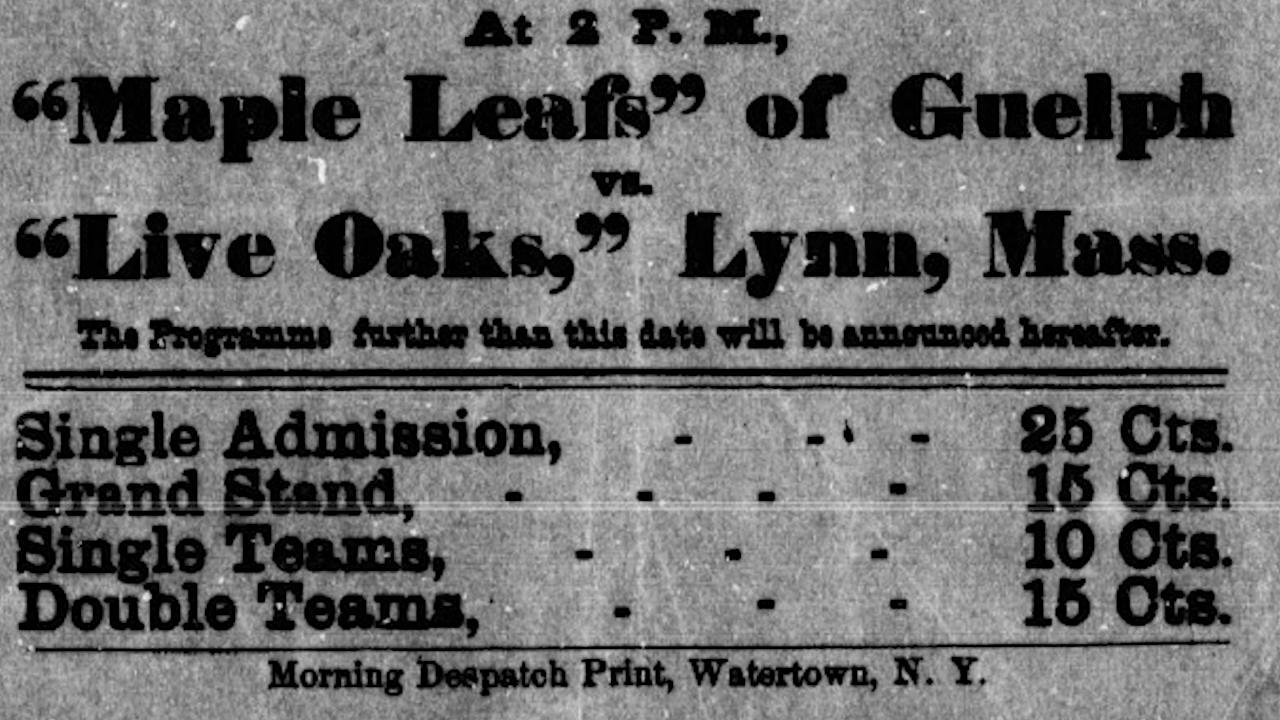 At 2 P. M.,
“Maple Leafs” of Guelph
vs.
“Live Oaks,” Lynn, Mass.
The Programme further than this date will be announced hereafter.
Single Admission, - - - 25 Cts.
Grand Stand, - - - - 15 Cts.
Single Teams, - - - 10 Cts.
Double Teams, - - - 15 Cts.
Morning Despatch Print, Watertown, N. Y.